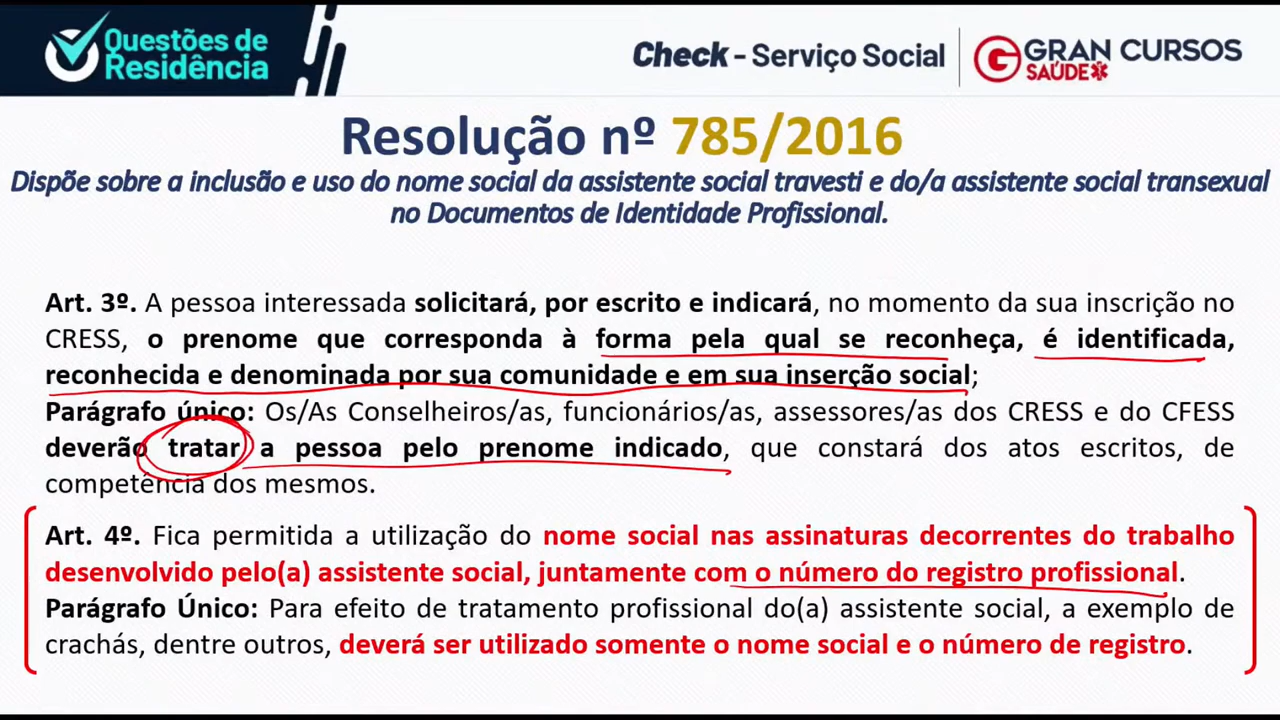 Questões de
Residência
Check - Serviço Social
GRAN CURSOS
SAÚDE
Resolução nº 785/2016
Dispõe sobre a inclusão e uso do nome social da assistente social travesti e do/a assistente social transexual
no Documentos de Identidade Profissional.
Art. 3º. A pessoa interessada solicitará, por escrito e indicará, no momento da sua inscrição no
CRESS, o prenome que corresponda à forma pela qual se reconheça, é identificada,
reconhecida e denominada por sua comunidade e em sua inserção social;
Parágrafo único: Os/As Conselheiros/as, funcionários/as, assessores/as dos CRESS e do CFESS
deverão tratar a pessoa pelo prenome indicado, que constará dos atos escritos, de
competência dos mesmos.
Art. 4º. Fica permitida a utilização do nome social nas assinaturas decorrentes do trabalho
desenvolvido pelo(a) assistente social, juntamente com o número do registro profissional.
Parágrafo Único: Para efeito de tratamento profissional do(a) assistente social, a exemplo de
crachás, dentre outros, deverá ser utilizado somente o nome social e o número de registro.